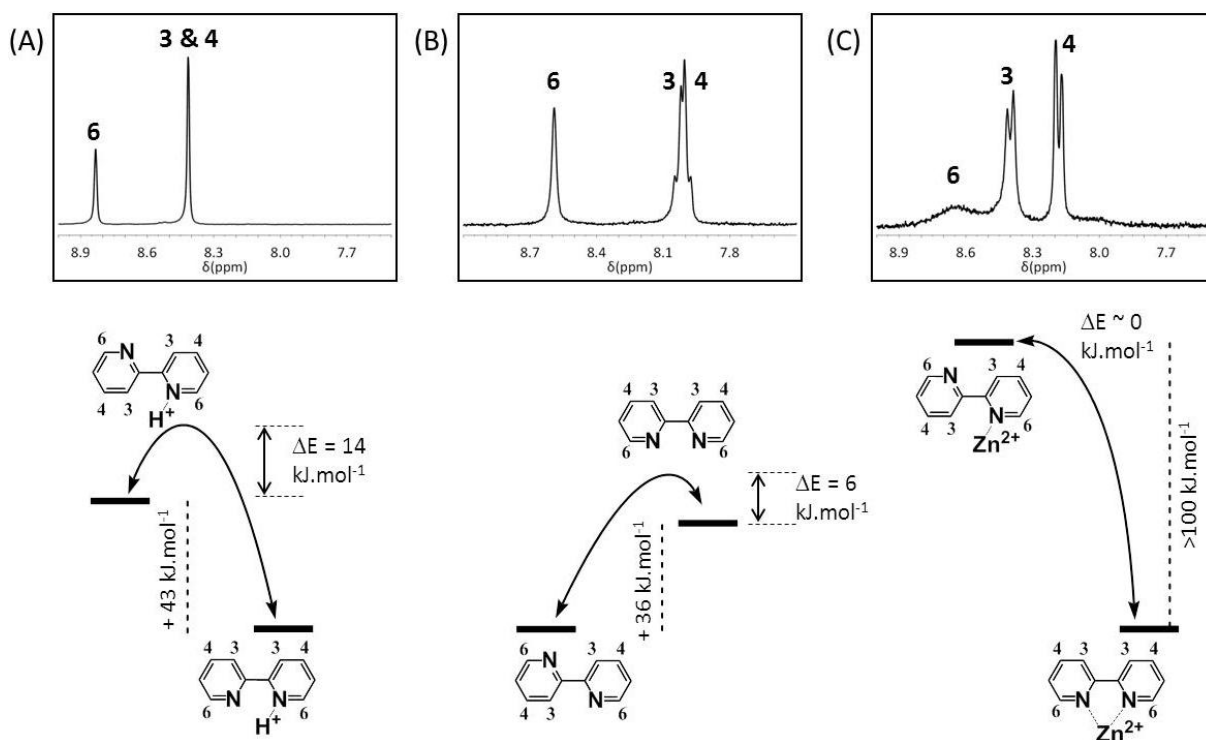 (A)
3 & 4
6
8.9 8.6 8.3 8.0 7.7
δ(ppm)
(B)
6
3 4
8.7 8.4 8.1 7.8
δ(ppm)
(C)
4
3
6
8.9 8.6 8.3 8.0 7.7
δ(ppm)
6 3 4
N
N
4 3 6
H+
ΔE = 14
kJ.mol-1
+ 43 kJ.mol-1
4 3 3 4
N N
6 6
H+
4 3 3 4
N N
6 6
ΔE = 6
kJ.mol-1
+ 36 kJ.mol-1
6 3 4
N
N
4 3 6
ΔE ~ 0
kJ.mol-1
6 3 4
N
N
4 3 6
Zn2+
>100 kJ.mol-1
4 3 3 4
N N
6 6
Zn2+